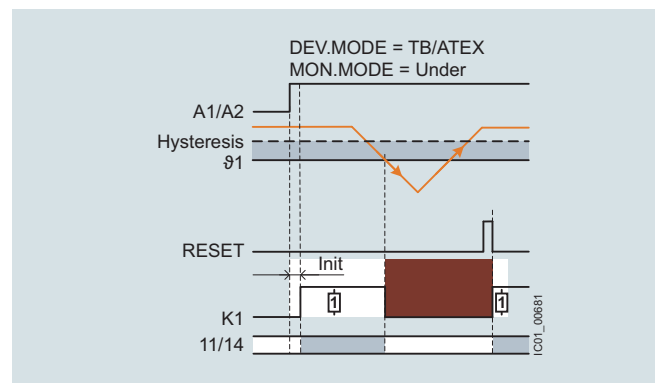 DEV.MODE = TB/ATEX
MON.MODE = Under
A1/A2
Hysteresis
ϑ1
RESET
Init
1 1
K1
11/14
IC01_00681